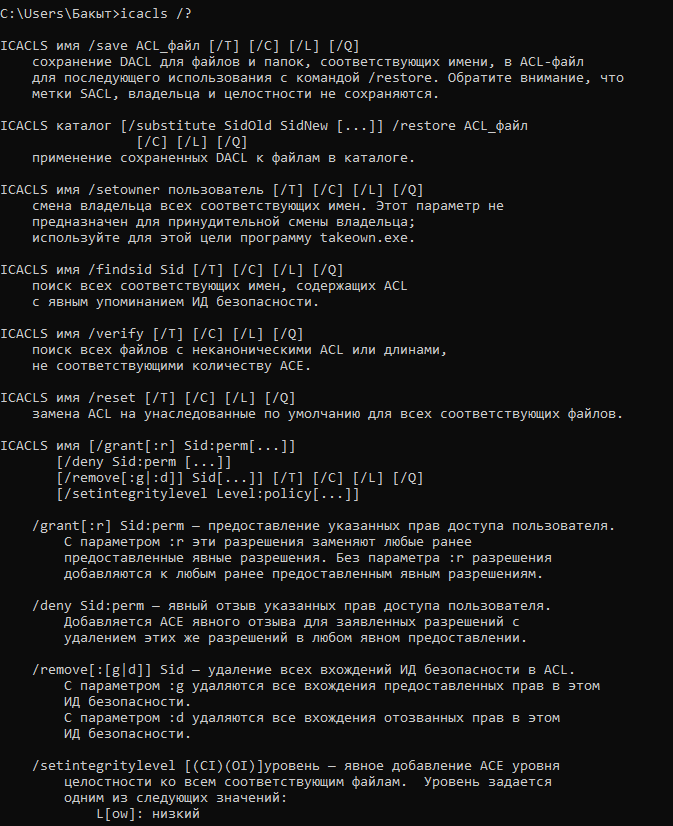 C:\Users\Бакыт>icacls /?
ICACLS имя /save ACL_файл [/T] [/C] [/L] [/Q]
сохранение DACL для файлов и папок, соответствующих имени, в ACL-файл
для последующего использования с командой /restore. Обратите внимание, что
метки SACL, владельца и целостности не сохраняются.
ICACLS каталог [/substitute SidOld SidNew [...]] /restore ACL_файл
[/C] [/L] [/Q]
применение сохраненных DACL к файлам в каталоге.
ICACLS имя /setowner пользователь [/T] [/C] [/L] [/Q]
смена владельца всех соответствующих имен. Этот параметр не
предназначен для принудительной смены владельца;
используйте для этой цели программу takeown.exe.
ICACLS имя /findsid Sid [/T] [/C] [/L] [/Q]
поиск всех соответствующих имен, содержащих ACL
с явным упоминанием ИД безопасности.
ICACLS имя /verify [/T] [/C] [/L] [/Q]
поиск всех файлов с неканоническими ACL или длинами,
не соответствующими количеству ACE.
ICACLS имя /reset [/T] [/C] [/L] [/Q]
замена ACL на унаследованные по умолчанию для всех соответствующих файлов.
ICACLS имя [/grant[:r] Sid:perm[...]]
[/deny Sid:perm [...]]
[/remove[:g|:d]] Sid[...]] [/T] [/C] [/L] [/Q]
[/setintegritylevel Level:policy[...]]
/grant[:r] Sid:perm — предоставление указанных прав доступа пользователя.
С параметром :r эти разрешения заменяют любые ранее
предоставленные явные разрешения. Без параметра :r разрешения
добавляются к любым ранее предоставленным явным разрешениям.
/deny Sid:perm — явный отзыв указанных прав доступа пользователя.
Добавляется ACE явного отзыва для заявленных разрешений с
удалением этих же разрешений в любом явном предоставлении.
/remove[:[g|d]] Sid — удаление всех вхождений ИД безопасности в ACL.
С параметром :g удаляются все вхождения предоставленных прав в этом
ИД безопасности.
С параметром :d удаляются все вхождения отозванных прав в этом
ИД безопасности.
/setintegritylevel [(CI)(OI)]уровень — явное добавление ACE уровня
целостности ко всем соответствующим файлам.  Уровень задается
одним из следующих значений:
L[ow]: низкий